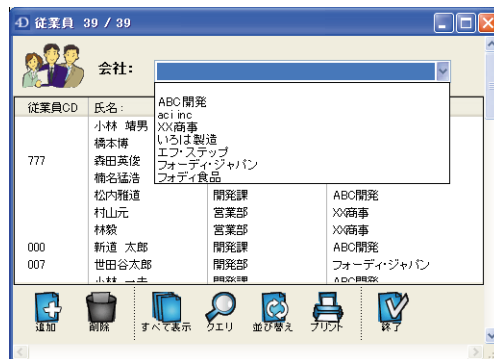 従業員 39 / 39
会社:
ABC開発
aci inc
XX商事
いろは製造
エフ・ステップ
フォーディ・ジャパン
フォディ食品
従業員CD 氏名:
小林 靖男
橋本博
777 森田英俊
楠名猛浩
松内雅道 開発課 ABC開発
村山元 営業部 XX商事
林毅 営業部 XX商事
000 新道 太郎 開発課 ABC開発
007 世田谷太郎 開発部 フォーディ・ジャパン
追加 削除 すべて表示 クエリ 並び替え プリント 終了